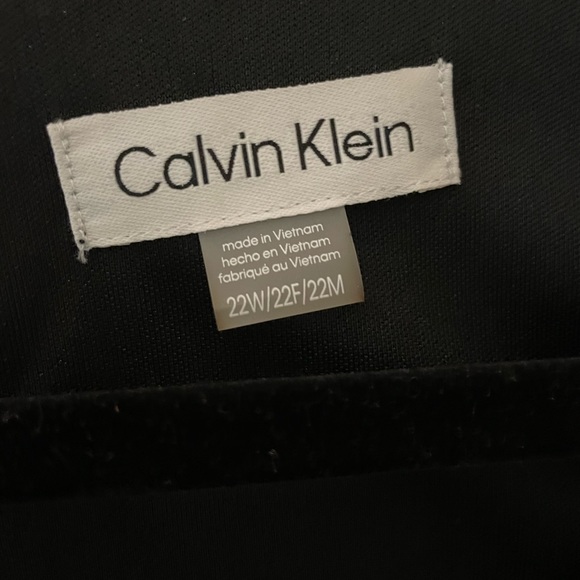 Calvin Klein
made in Vietnam
hecho en Vietnam
fabriqué au Vietnam
22W/22F/22M